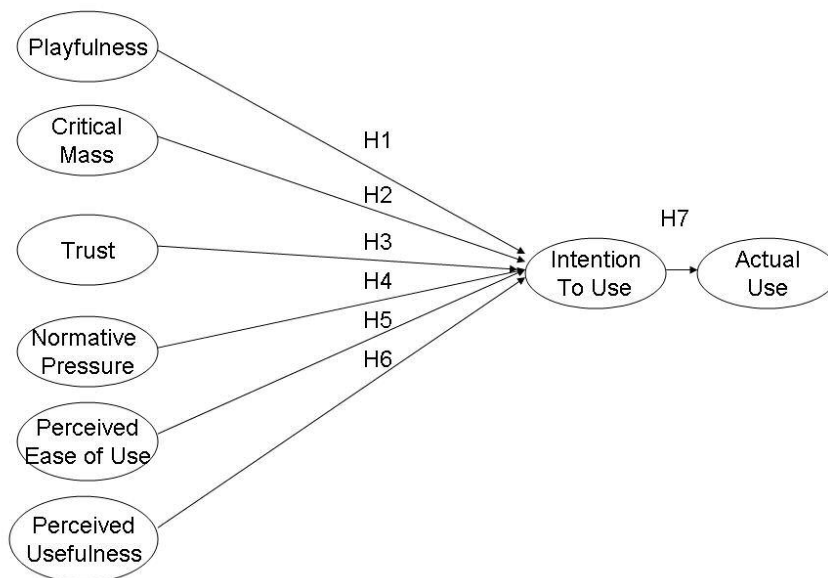 Playfulness
Critical
Mass
Trust
Normative
Pressure
Perceived
Ease of Use
Perceived
Usefulness
H1
H2
H3
H4
H5
H6
Intention
To Use
H7
Actual
Use